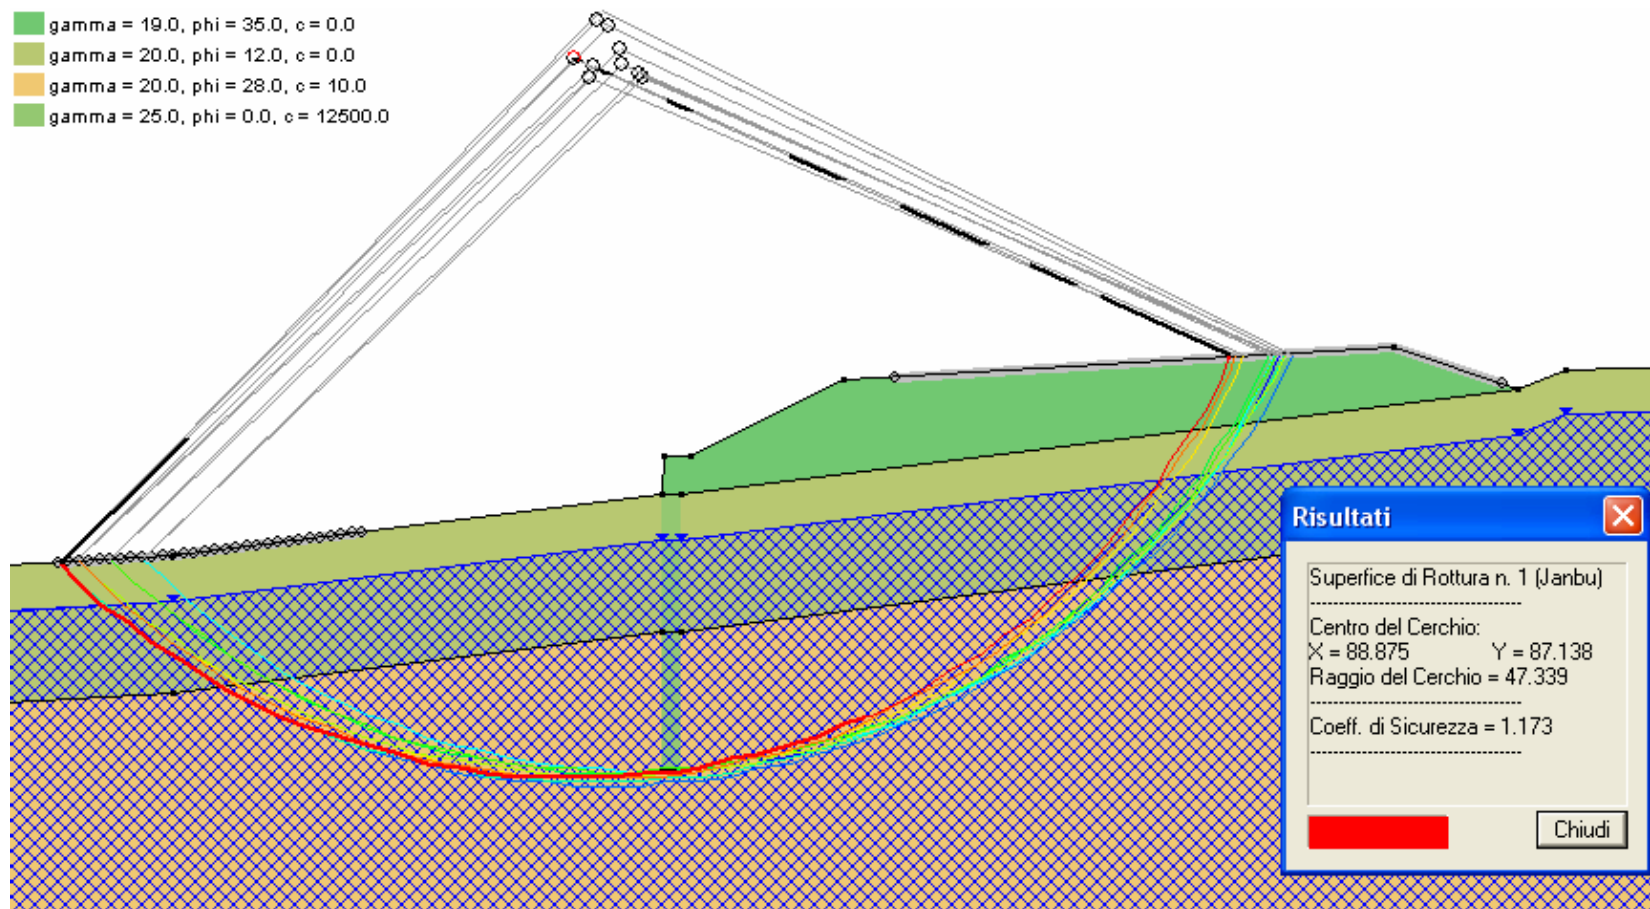 gamma = 19.0, phi = 35.0, c = 0.0
gamma = 20.0, phi = 12.0, c = 0.0
gamma = 20.0, phi = 28.0, c = 10.0
gamma = 25.0, phi = 0.0, c = 12500.0
Risultati
Superfice di Rottura n. 1 (Janbu)
--------------------------------
Centro del Cerchio:
X = 88.875 Y = 87.138
Raggio del Cerchio = 47.339
--------------------------------
Coeff. di Sicurezza = 1.173
--------------------------------
Chiudi